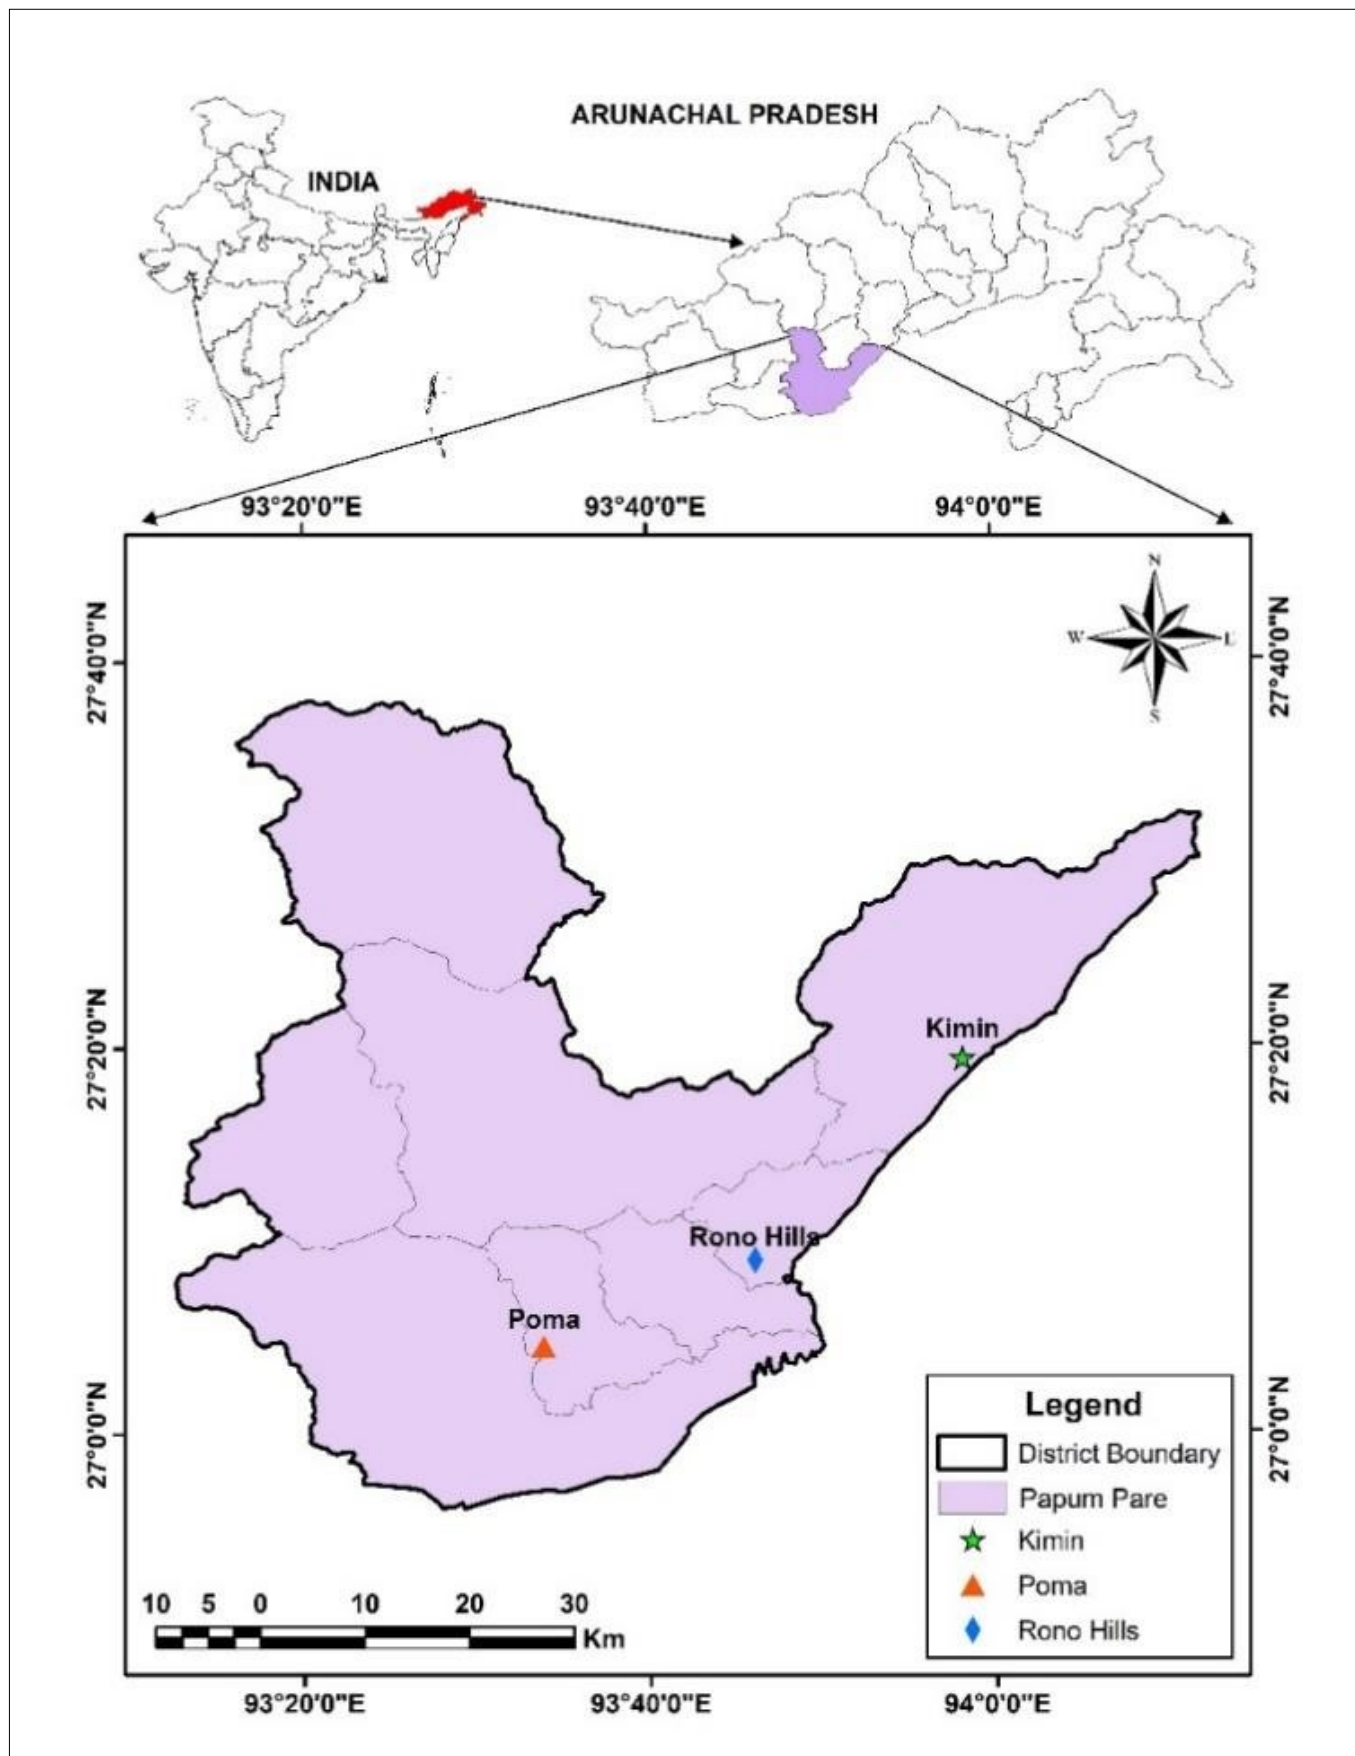 ARUNACHAL PRADESH
INDIA
93°20'0"E 93°40'0"E 94°0'0"E
N
W E
S
27°40'0"N 27°40'0"N
27°20'0"N 27°20'0"N
27°0'0"N 27°0'0"N
Kimin
Rono Hills
Poma
Legend
District Boundary
Papum Pare
Kimin
Poma
Rono Hills
10 5 0 10 20 30
Km
93°20'0"E 93°40'0"E 94°0'0"E